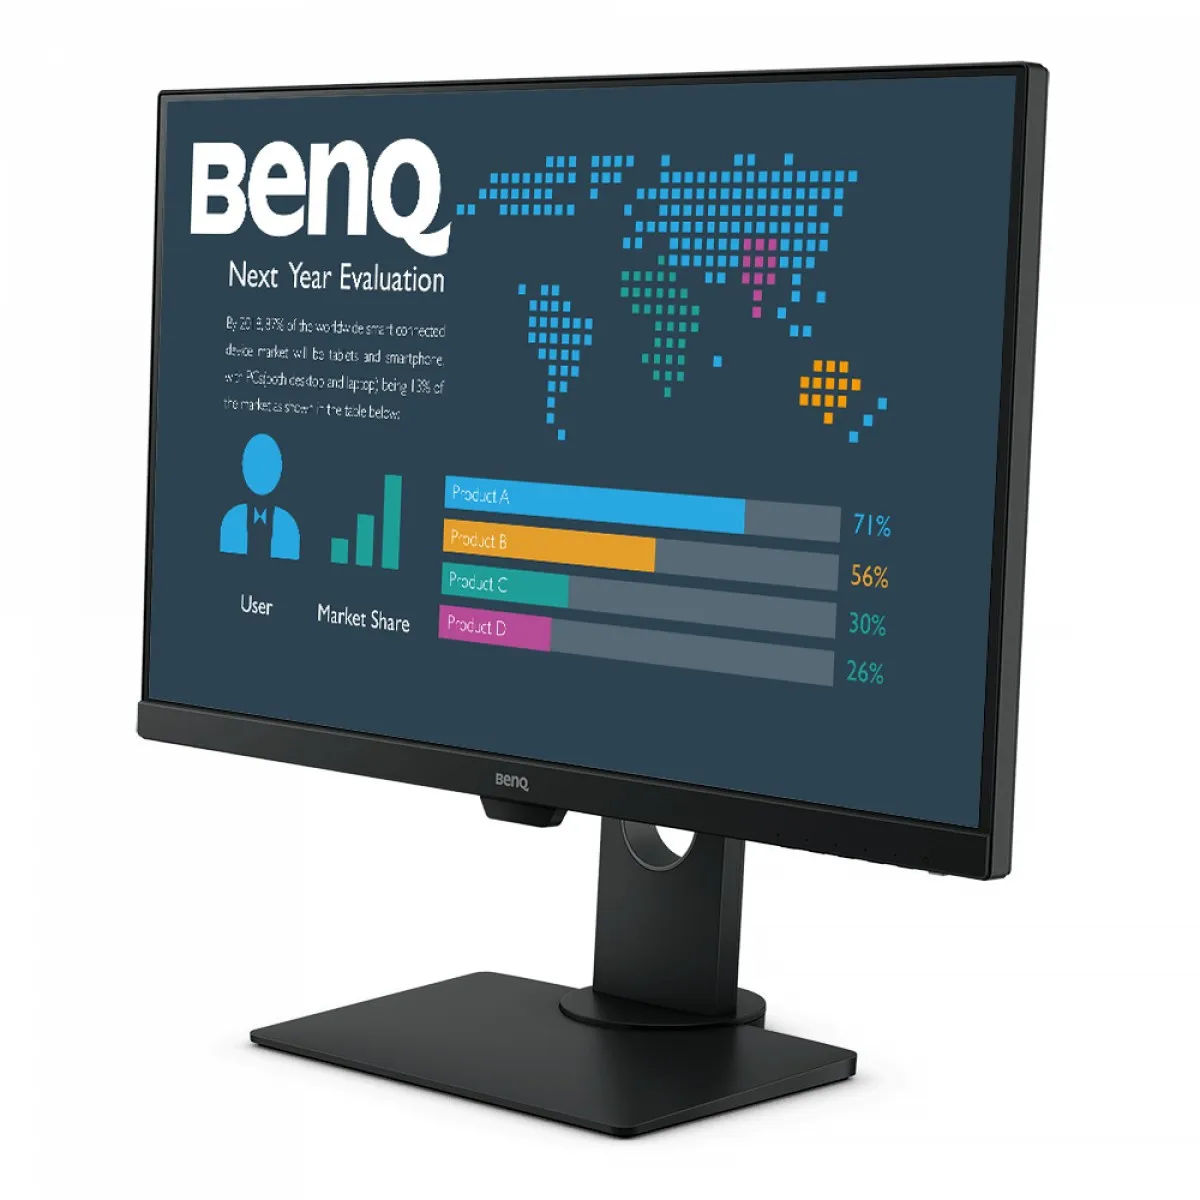 BenQ
Next Year Evaluation
By 2018, 87% of the worldwide smart connected
device market will be tablets and smartphone,
with PCs(both desktop and laptop) being 13% of
the market as shown in the table below:
User
Market Share
Product A
71%
Product B
56%
Product C
30%
Product D
26%
BenQ